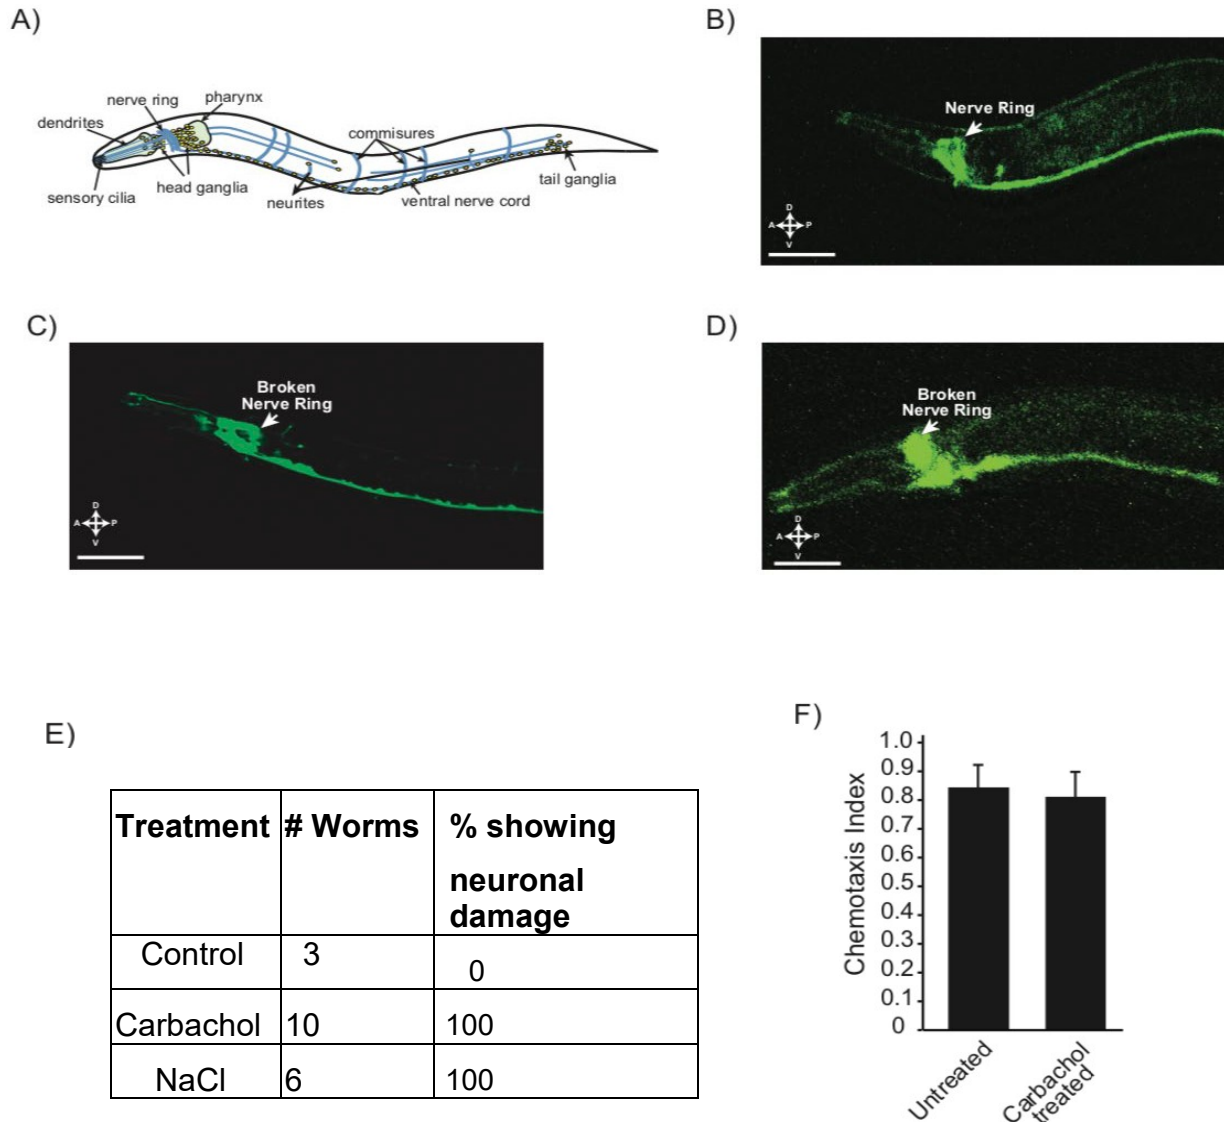 A)
nerve ring
pharynx
dendrites
commisures
sensory cilia
head ganglia
neurites
ventral nerve cord
tail ganglia
B)
Nerve Ring
D
A P
V
C)
Broken
Nerve Ring
D
A P
V
D)
Broken
Nerve Ring
D
A P
V
E)
Treatment # Worms % showing
neuronal
damage
Control 3 0
Carbachol 10 100
NaCl 6 100
F)
Chemotaxis Index
1.0
0.9
0.8
0.7
0.6
0.5
0.4
0.3
0.2
0.1
0
Untreated
Carbachol
treated